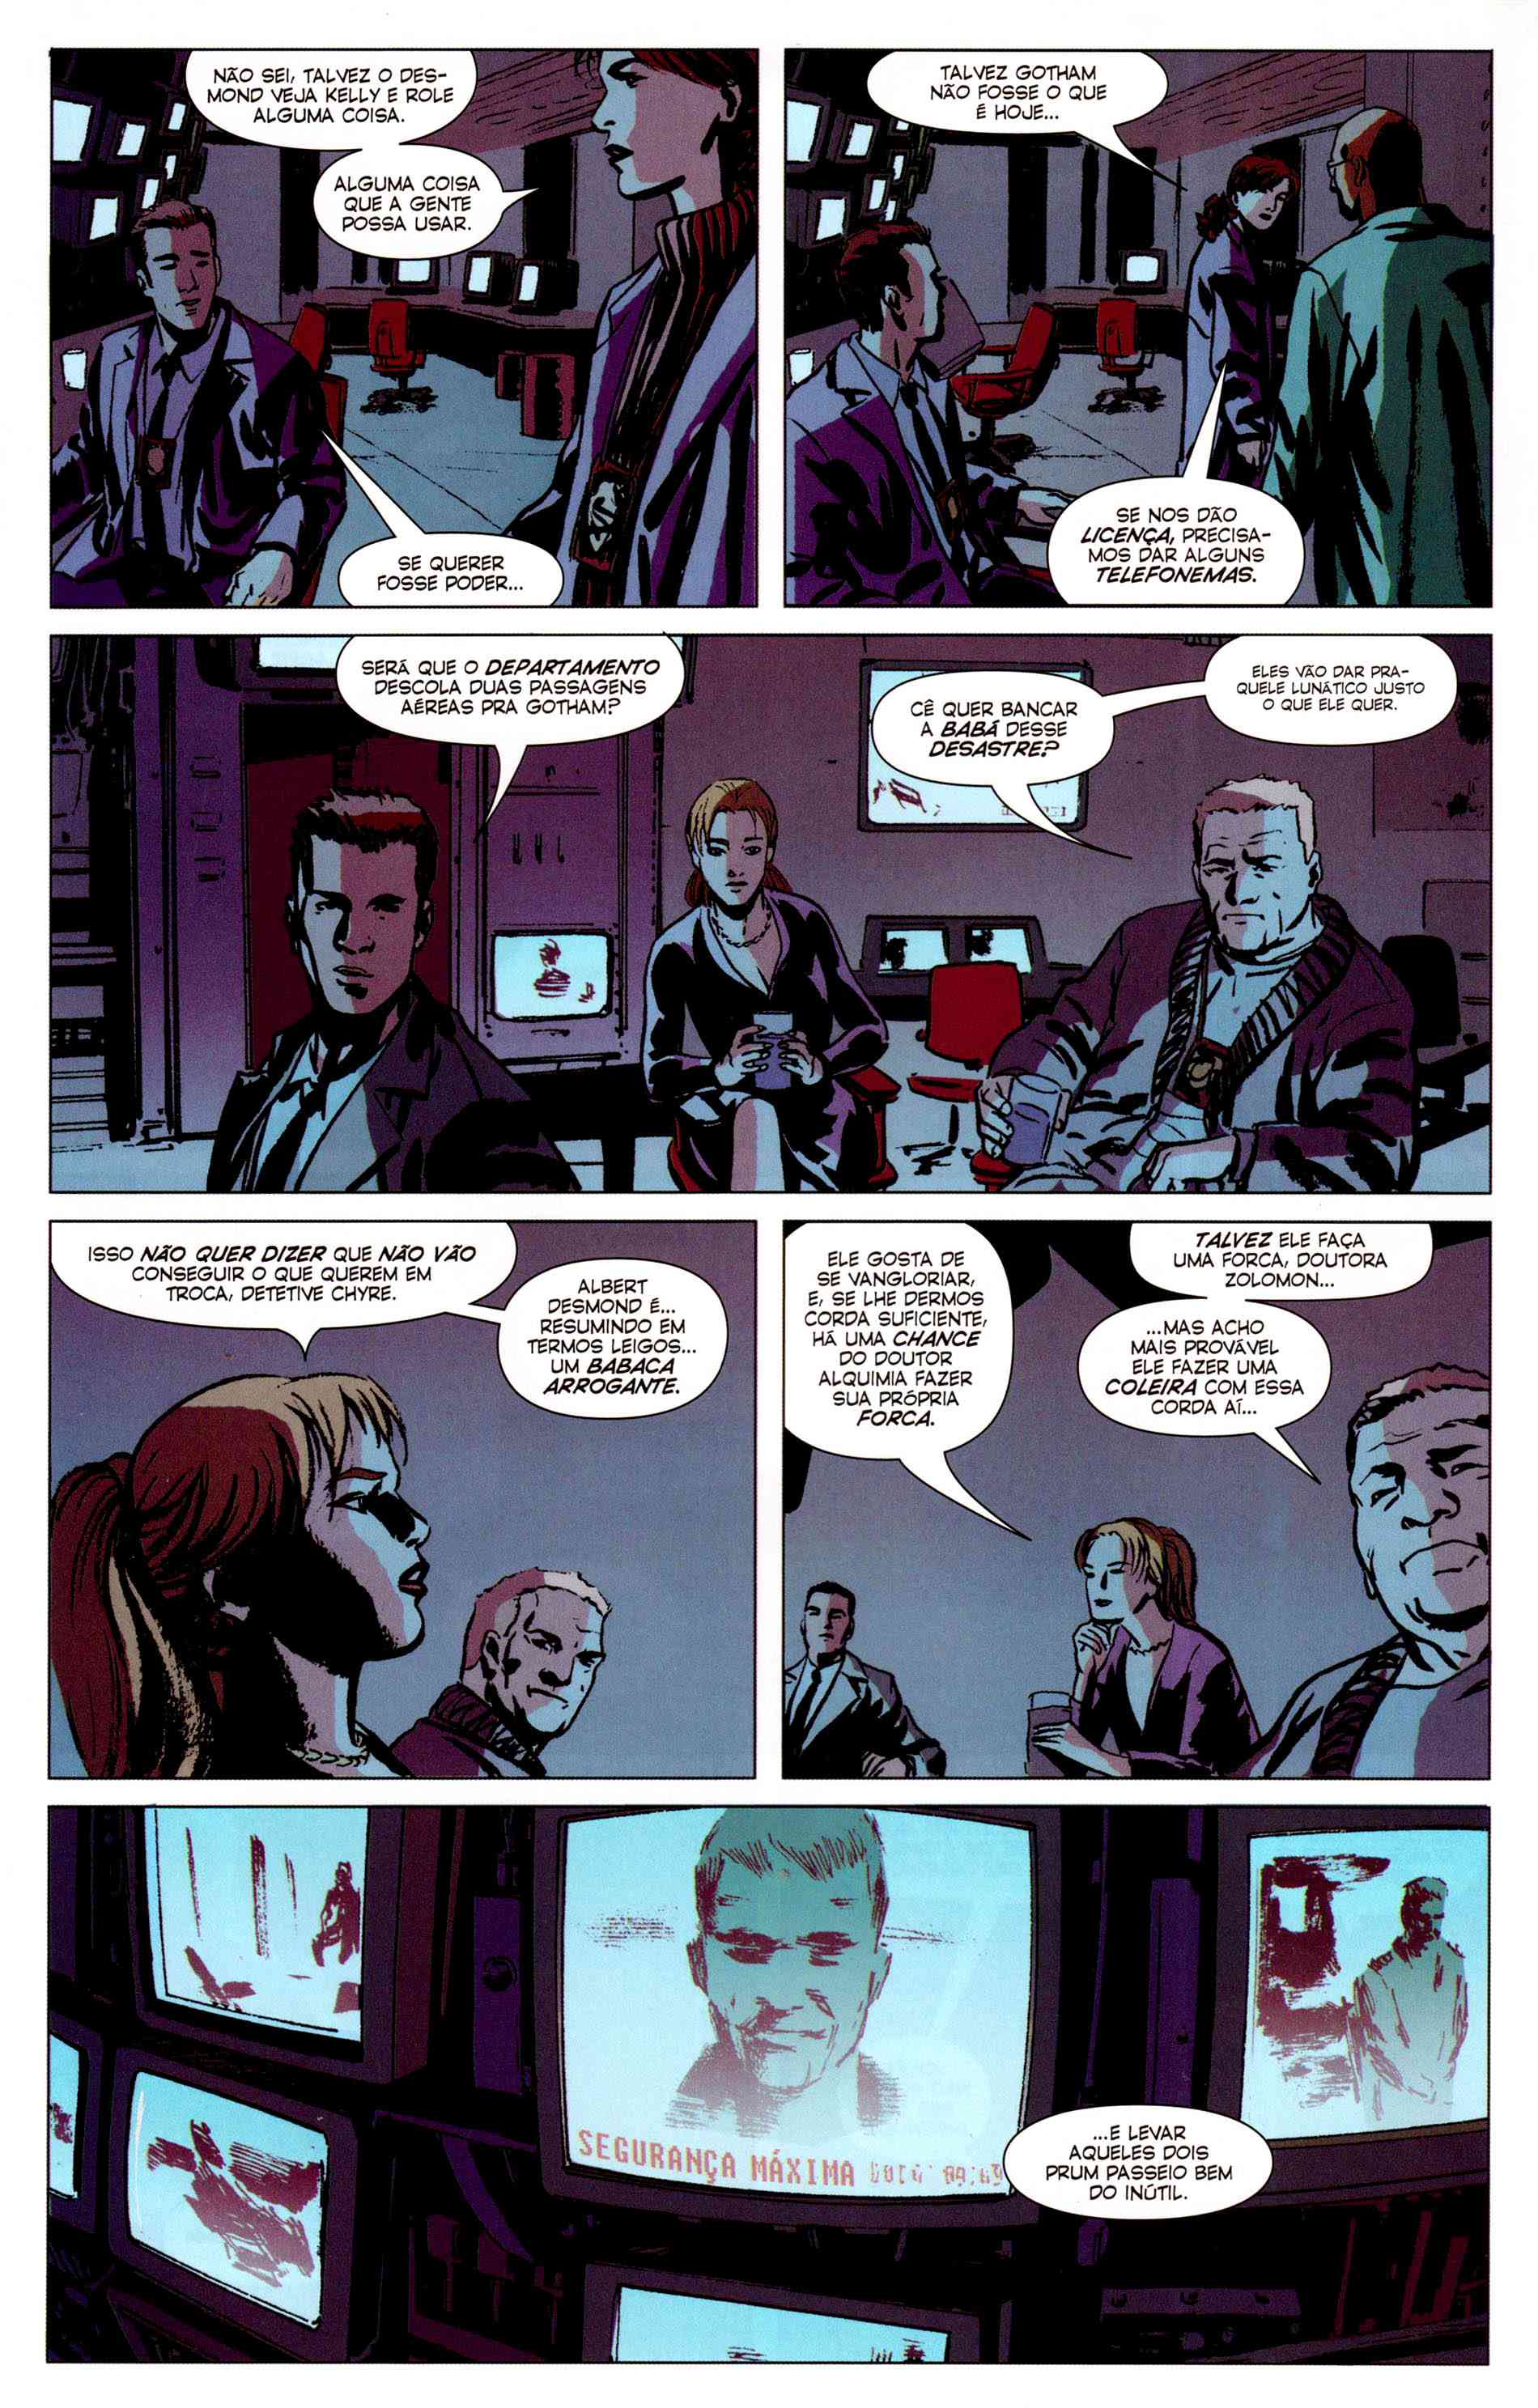 NÃO SEI, TALVEZ O DES-
MOND VEJA KELLY E ROLE
ALGUMA COISA.
ALGUMA COISA
QUE A GENTE
POSSA USAR.
SE QUERER
FOSSE PODER...
TALVEZ GOTHAM
NÃO FOSSE O QUE
É HOJE...
SE NOS DÃO
LICENÇA, PRECISA-
MOS DAR ALGUNS
TELEFONEMAS.
SERÁ QUE O DEPARTAMENTO
DESCOLA DUAS PASSAGENS
AÉREAS PRA GOTHAM?
CÊ QUER BANCAR
A BABÁ DESSE
DESASTRE?
ELES VÃO DAR PRA-
QUELE LUNÁTICO JUSTO
O QUE ELE QUER.
ISSO NÃO QUER DIZER QUE NÃO VÃO
CONSEGUIR O QUE QUEREM EM
TROCA, DETETIVE CHYRE.
ALBERT
DESMOND É...
RESUMINDO EM
TERMOS LEIGOS...
UM BABACA
ARROGANTE.
ELE GOSTA DE
SE VANGLORIAR,
E, SE LHE DERMOS
CORDA SUFICIENTE,
HÁ UMA CHANCE
DO DOUTOR
ALQUIMIA FAZER
SUA PRÓPRIA
FORCA.
TALVEZ ELE FAÇA
UMA FORCA, DOUTORA
ZOLOMON...
...MAS ACHO
MAIS PROVÁVEL
ELE FAZER UMA
COLEIRA COM ESSA
CORDA AÍ...
SEGURANÇA MÁXIMA
...E LEVAR
AQUELES DOIS
PRUM PASSEIO BEM
DO INÚTIL.